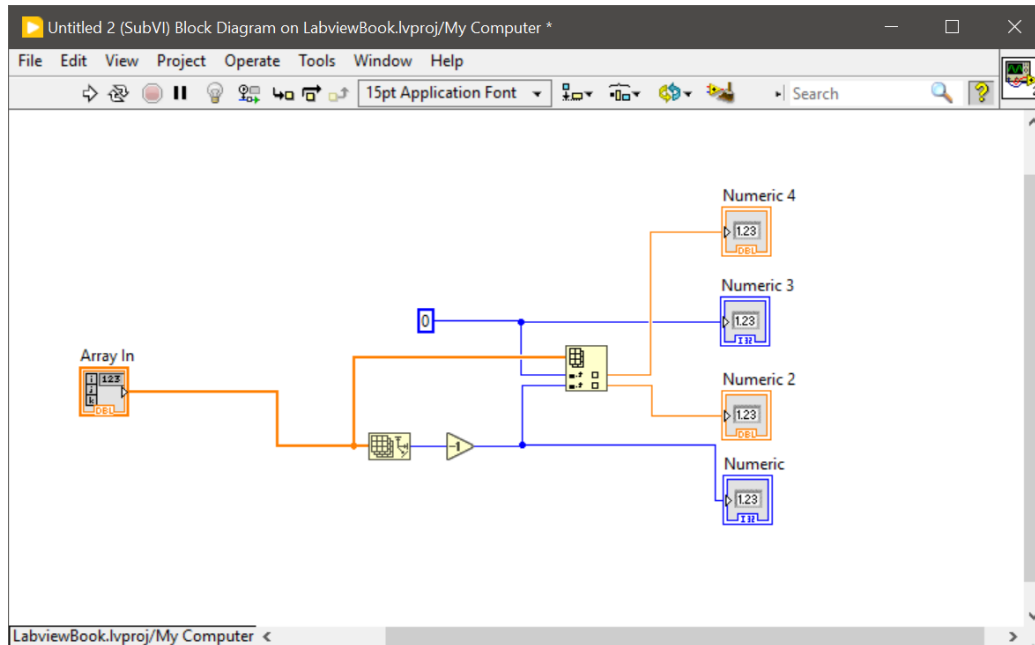 Untitled 2 (SubVI) Block Diagram on LabviewBook.lvproj/My Computer *
File Edit View Project Operate Tools Window Help
15pt Application Font
Search
?
Numeric 4
1.23
DBL
0
Numeric 3
1.23
I32
Array In
i 123
j
k
DBL
Numeric 2
1.23
DBL
-1
Numeric
1.23
I32
LabviewBook.lvproj/My Computer